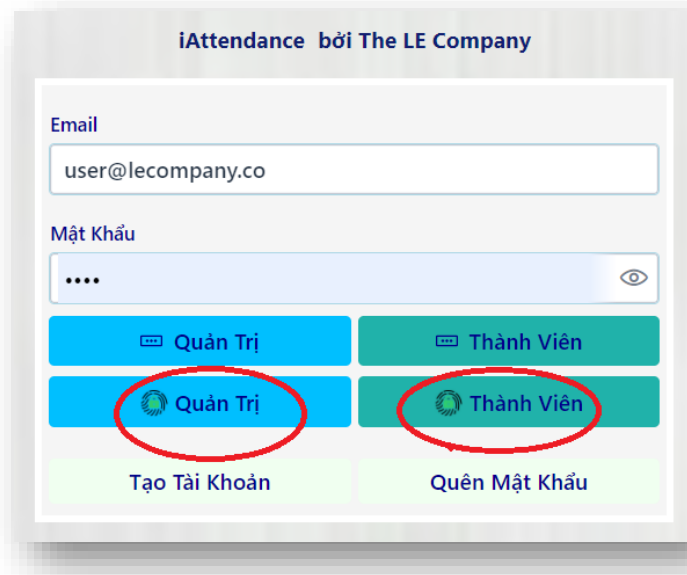 iAttendance bởi The LE Company
Email
user@lecompany.co
Mật Khẩu
••••
Quản Trị Thành Viên
Quản Trị Thành Viên
Tạo Tài Khoản Quên Mật Khẩu